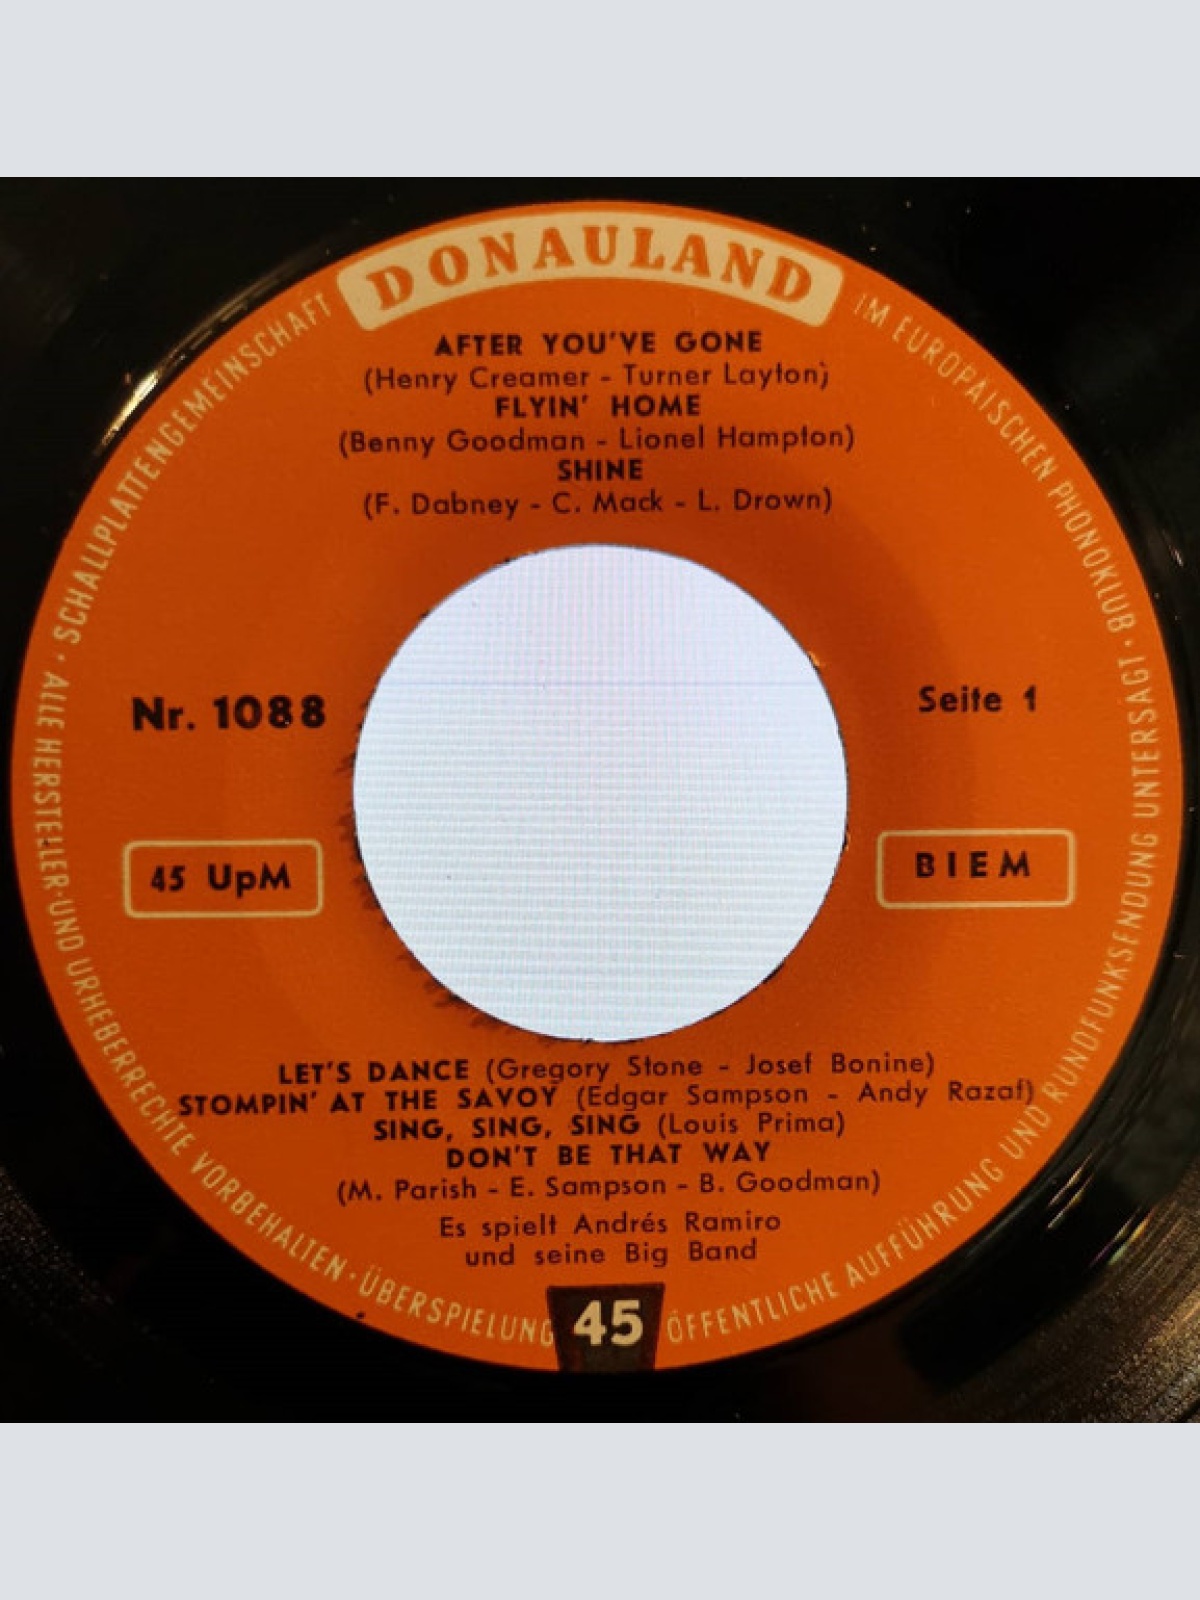 DONAULAND
AFTER YOU'VE GONE
(Henry Creamer - Turner Layton)
FLYIN' HOME
(Benny Goodman - Lionel Hampton)
SHINE
(F. Dabney - C. Mack - L. Drown)
Nr. 1088
Seite 1
45 UpM
BIEM
LET'S DANCE (Gregory Stone - Josef Bonine)
STOMPIN' AT THE SAVOY (Edgar Sampson - Andy Razaf)
SING, SING, SING (Louis Prima)
DON'T BE THAT WAY
(M. Parish - E. Sampson - B. Goodman)
Es spielt Andrés Ramiro
und seine Big Band
45
· SCHALLPLATTENGEMEINSCHAFT
IM EUROPÄISCHEN PHONOKLUB ·
ALLE HERSTELLER-UND URHEBERRECHTE VORBEHALTEN · ÜBERSPIELUNG
ÖFFENTLICHE AUFFÜHRUNG UND RUNDFUNKSENDUNG UNTERSAGT ·